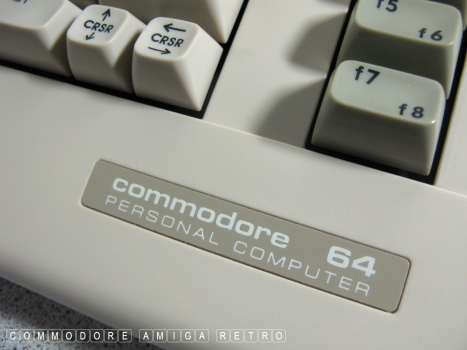 ↑
CRSR
↓
←
CRSR
→
f5
f6
f7
f8
commodore 64
PERSONAL COMPUTER
COMMODORE AMIGA RETRO